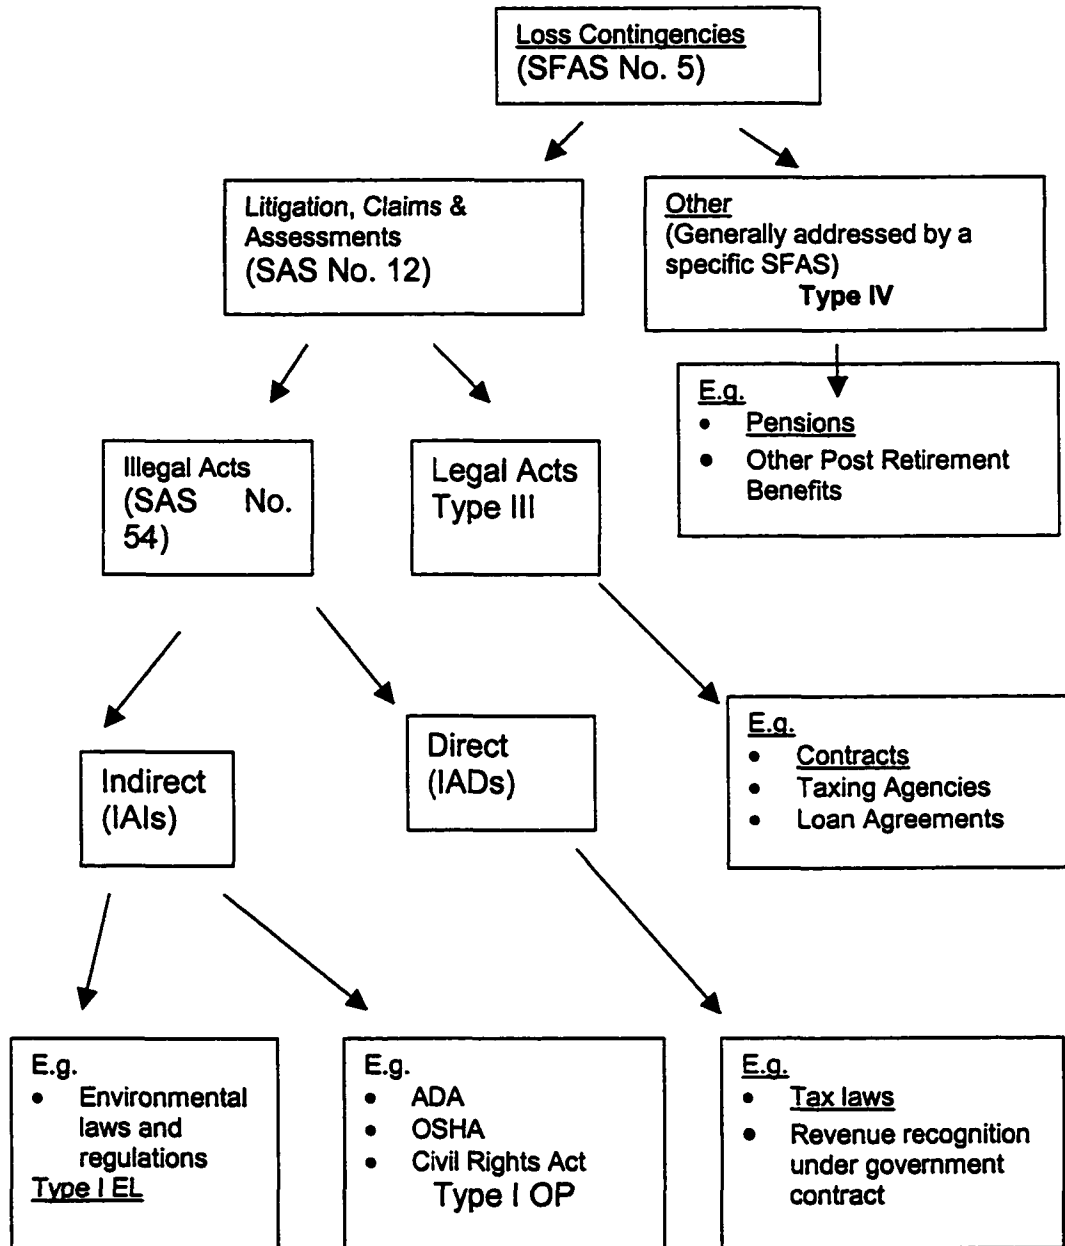 Loss Contingencies
(SFAS No. 5)
Litigation, Claims &
Assessments
(SAS No. 12)
Other
(Generally addressed by a
specific SFAS)
Type IV
E.g.
• Pensions
• Other Post Retirement
Benefits
Illegal Acts
(SAS No.
54)
Legal Acts
Type III
E.g.
• Contracts
• Taxing Agencies
• Loan Agreements
Indirect
(IAIs)
Direct
(IADs)
E.g.
• Environmental
laws and
regulations
Type I EL
E.g.
• ADA
• OSHA
• Civil Rights Act
Type I OP
E.g.
• Tax laws
• Revenue recognition
under government
contract